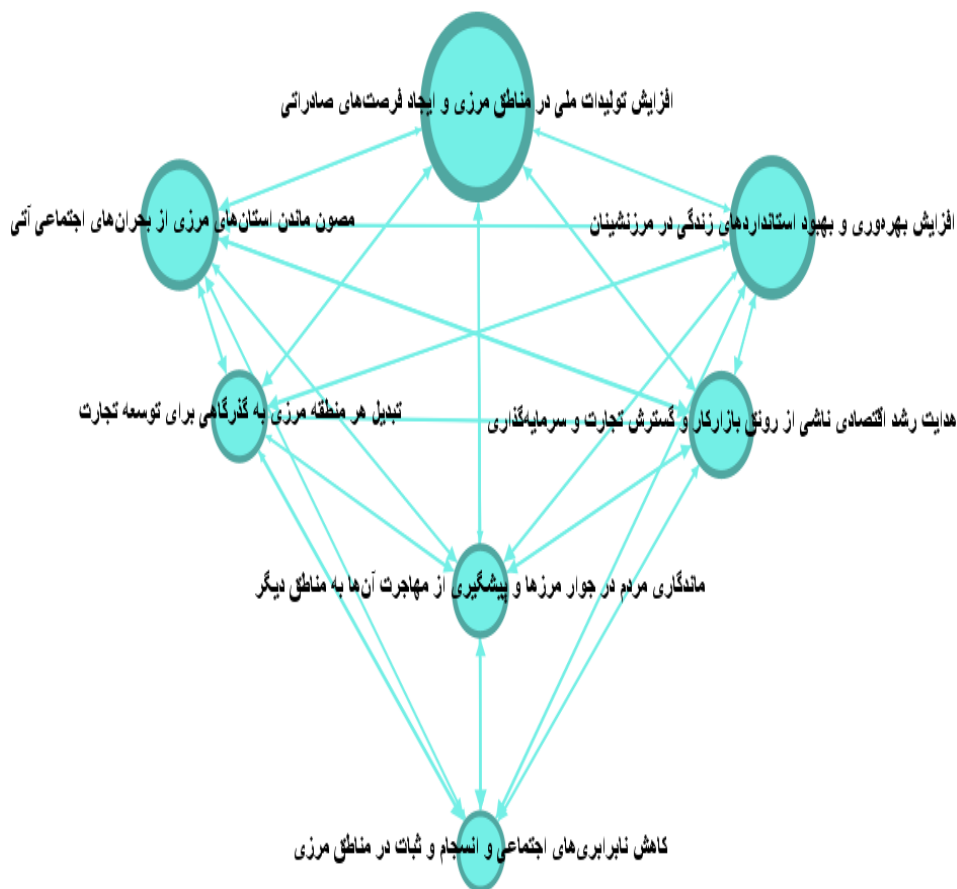 افزایش تولیدات ملی در مناطق مرزی و ایجاد فرصت‌های صادراتی
افزایش بهره‌وری و بهبود استانداردهای زندگی در مرزنشینان
مصون ماندن استان‌های مرزی از بحران‌های اجتماعی آتی
هدایت رشد اقتصادی ناشی از رونق بازارکار و گسترش تجارت و سرمایه‌گذاری
تبدیل هر منطقه مرزی به گذرگاهی برای توسعه تجارت
ماندگاری مردم در جوار مرزها و پیشگیری از مهاجرت آن‌ها به مناطق دیگر
کاهش نابرابری‌های اجتماعی و انسجام و ثبات در مناطق مرزی